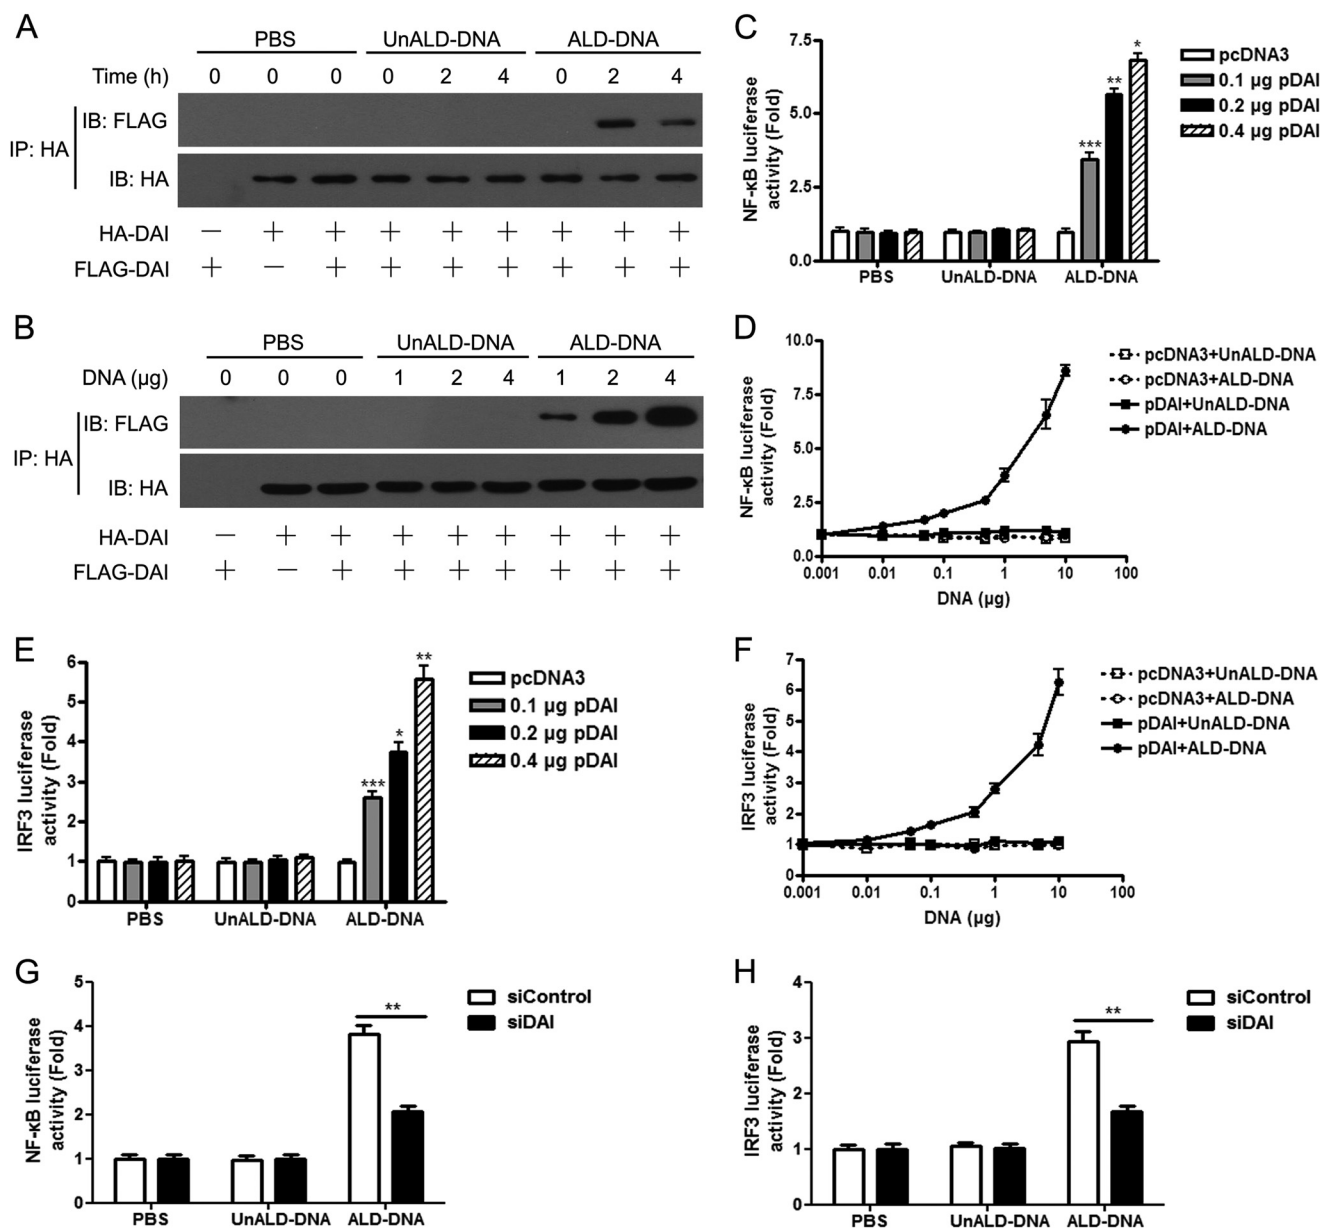 A
PBS UnALD-DNA ALD-DNA
Time (h) 0 0 0 0 2 4 0 2 4
IP: HA
IB: FLAG
IB: HA
HA-DAI — + + + + + + + +
FLAG-DAI + — + + + + + + +
B
PBS UnALD-DNA ALD-DNA
DNA (µg) 0 0 0 1 2 4 1 2 4
IP: HA
IB: FLAG
IB: HA
HA-DAI — + + + + + + + +
FLAG-DAI + — + + + + + + +
C
NF-κB luciferase
activity (Fold)
7.5
5.0
2.5
0.0
*** ** *
PBS UnALD-DNA ALD-DNA
pcDNA3
0.1 µg pDAI
0.2 µg pDAI
0.4 µg pDAI
D
NF-κB luciferase
activity (Fold)
10.0
7.5
5.0
2.5
0.0
0.001 0.01 0.1 1 10 100
DNA (µg)
pcDNA3+UnALD-DNA
pcDNA3+ALD-DNA
pDAI+UnALD-DNA
pDAI+ALD-DNA
E
IRF3 luciferase
activity (Fold)
6
5
4
3
2
1
0
*** * **
PBS UnALD-DNA ALD-DNA
pcDNA3
0.1 µg pDAI
0.2 µg pDAI
0.4 µg pDAI
F
IRF3 luciferase
activity (Fold)
7
6
5
4
3
2
1
0
0.001 0.01 0.1 1 10 100
DNA (µg)
pcDNA3+UnALD-DNA
pcDNA3+ALD-DNA
pDAI+UnALD-DNA
pDAI+ALD-DNA
G
NF-κB luciferase
activity (Fold)
5
4
3
2
1
0
**
PBS UnALD-DNA ALD-DNA
siControl
siDAI
H
IRF3 luciferase
activity (Fold)
4
3
2
1
0
**
PBS UnALD-DNA ALD-DNA
siControl
siDAI